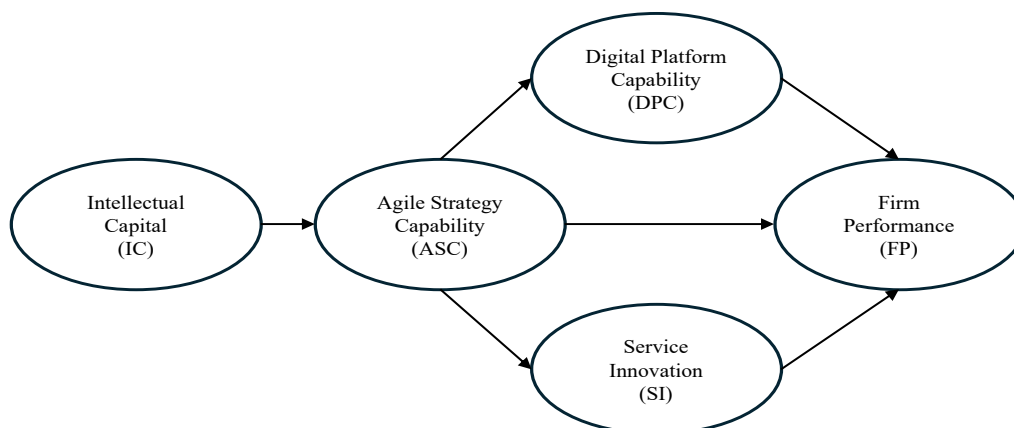 Digital Platform
Capability
(DPC)
Intellectual
Capital
(IC)
Agile Strategy
Capability
(ASC)
Firm
Performance
(FP)
Service
Innovation
(SI)